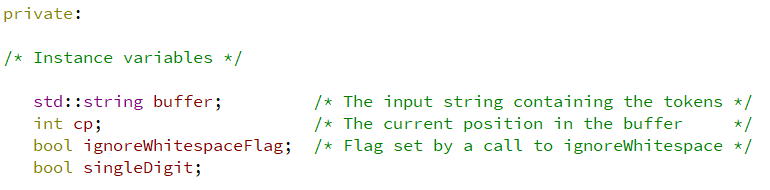 private:
/* Instance variables */
std::string buffer; /* The input string containing the tokens */
int cp; /* The current position in the buffer */
bool ignoreWhitespaceFlag; /* Flag set by a call to ignoreWhitespace */
bool singleDigit;